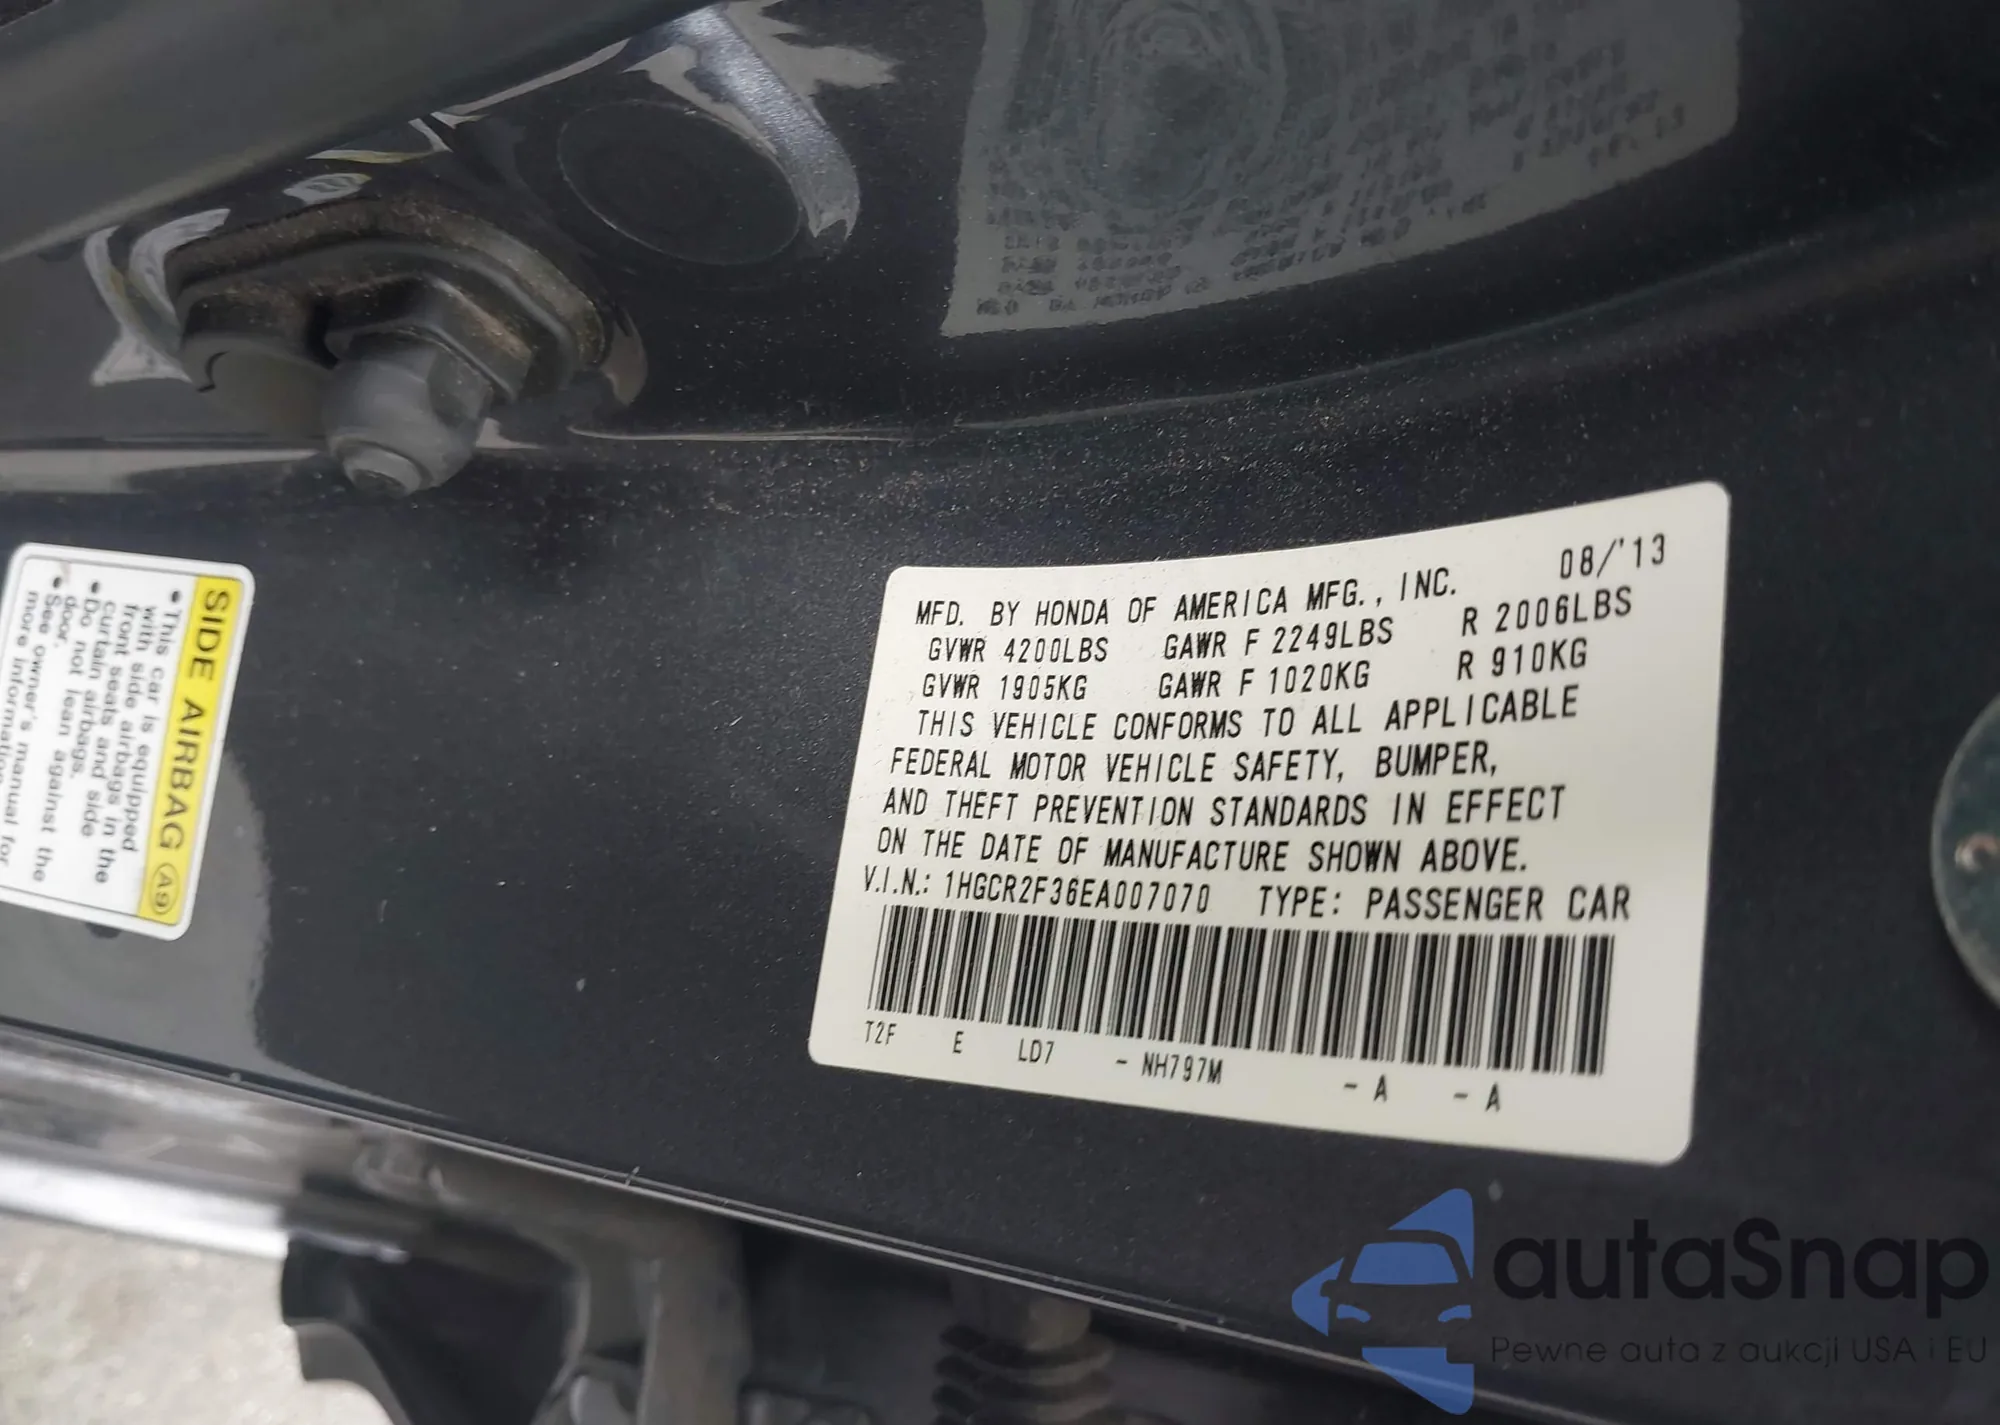 MFD. BY HONDA OF AMERICA MFG., INC. 08/'13
GVWR 4200LBS GAWR F 2249LBS R 2006LBS
GVWR 1905KG GAWR F 1020KG R 910KG
THIS VEHICLE CONFORMS TO ALL APPLICABLE
FEDERAL MOTOR VEHICLE SAFETY, BUMPER,
AND THEFT PREVENTION STANDARDS IN EFFECT
ON THE DATE OF MANUFACTURE SHOWN ABOVE.
V.I.N.: 1HGCR2F36EA007070 TYPE: PASSENGER CAR
T2F E LD7 - NH797M - A - A
SIDE AIRBAG A9
• This car is equipped
with side airbags in the
front seats and side
curtain airbags.
• Do not lean against the
door.
• See owner's manual for
more information.
autaSnap
Pewne auta z aukcji USA i EU